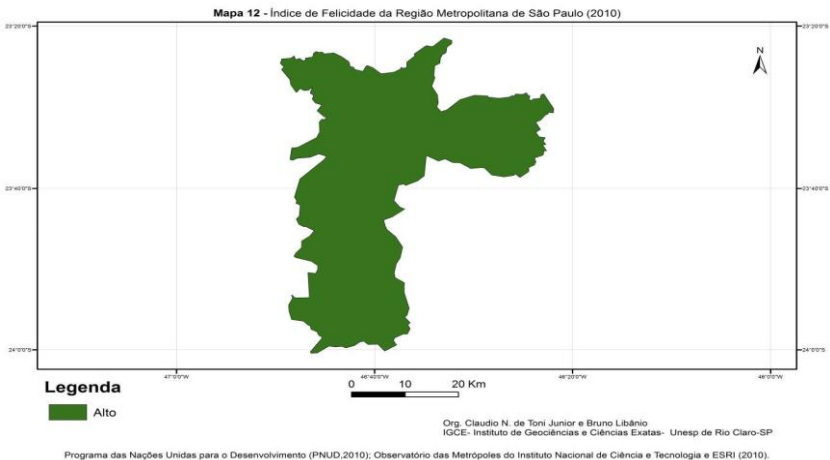 Mapa 12 - Índice de Felicidade da Região Metropolitana de São Paulo (2010)
23°20'0"S
23°20'0"S
N
23°40'0"S
23°40'0"S
24°0'0"S
24°0'0"S
47°0'0"W
46°40'0"W
46°20'0"W
46°0'0"W
Legenda
Alto
0 10 20 Km
Org. Claudio N. de Toni Junior e Bruno Libânio
IGCE- Instituto de Geociências e Ciências Exatas- Unesp de Rio Claro-SP
Programa das Nações Unidas para o Desenvolvimento (PNUD,2010); Observatório das Metrópoles do Instituto Nacional de Ciência e Tecnologia e ESRI (2010).